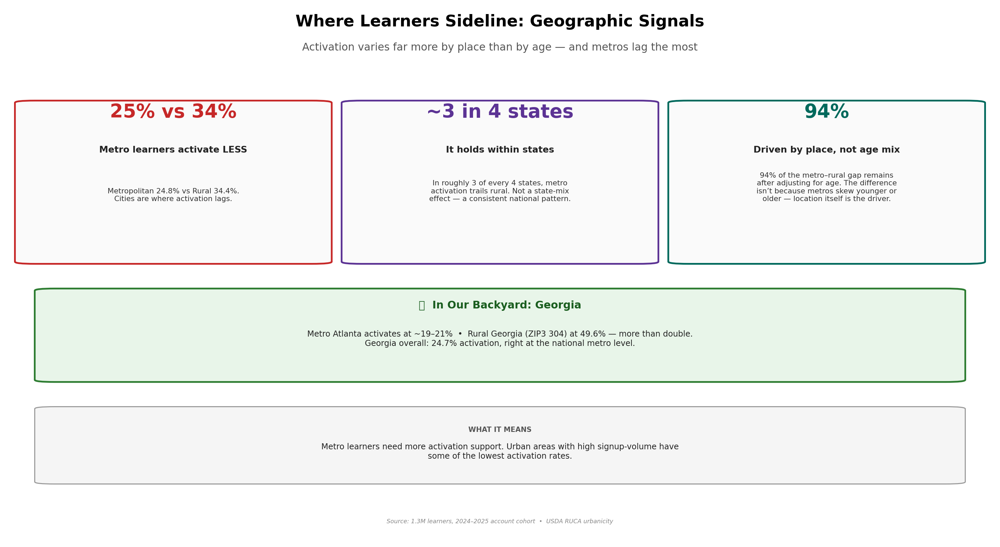 Where Learners Sideline: Geographic Signals
Activation varies far more by place than by age — and metros lag the most
25% vs 34%
Metro learners activate LESS
Metropolitan 24.8% vs Rural 34.4%.
Cities are where activation lags.
~3 in 4 states
It holds within states
In roughly 3 of every 4 states, metro
activation trails rural. Not a state-mix
effect — a consistent national pattern.
94%
Driven by place, not age mix
94% of the metro–rural gap remains
after adjusting for age. The difference
isn’t because metros skew younger or
older — location itself is the driver.
In Our Backyard: Georgia
Metro Atlanta activates at ~19–21%  •  Rural Georgia (ZIP3 304) at 49.6% — more than double.
Georgia overall: 24.7% activation, right at the national metro level.
WHAT IT MEANS
Metro learners need more activation support. Urban areas with high signup-volume have
some of the lowest activation rates.
Source: 1.3M learners, 2024–2025 account cohort  •  USDA RUCA urbanicity